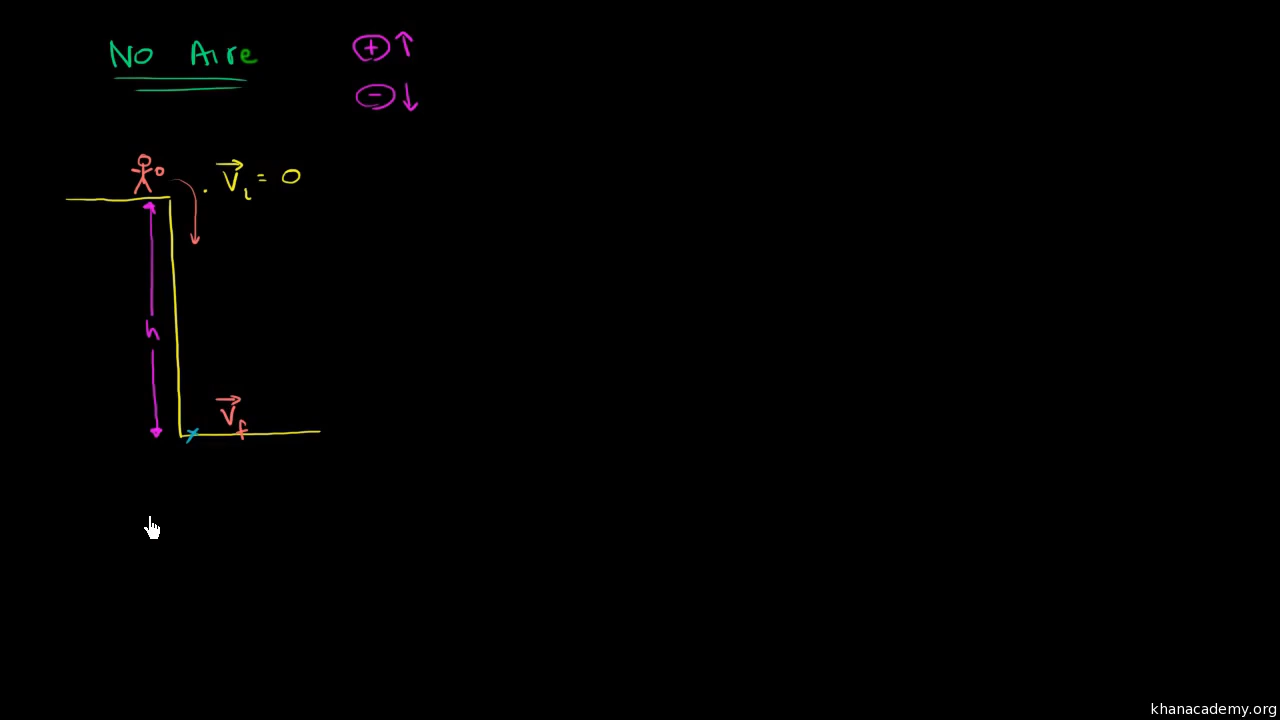 No Aire
+ ↑
- ↓
V⃗i = 0
h
V⃗f
khanacademy.org